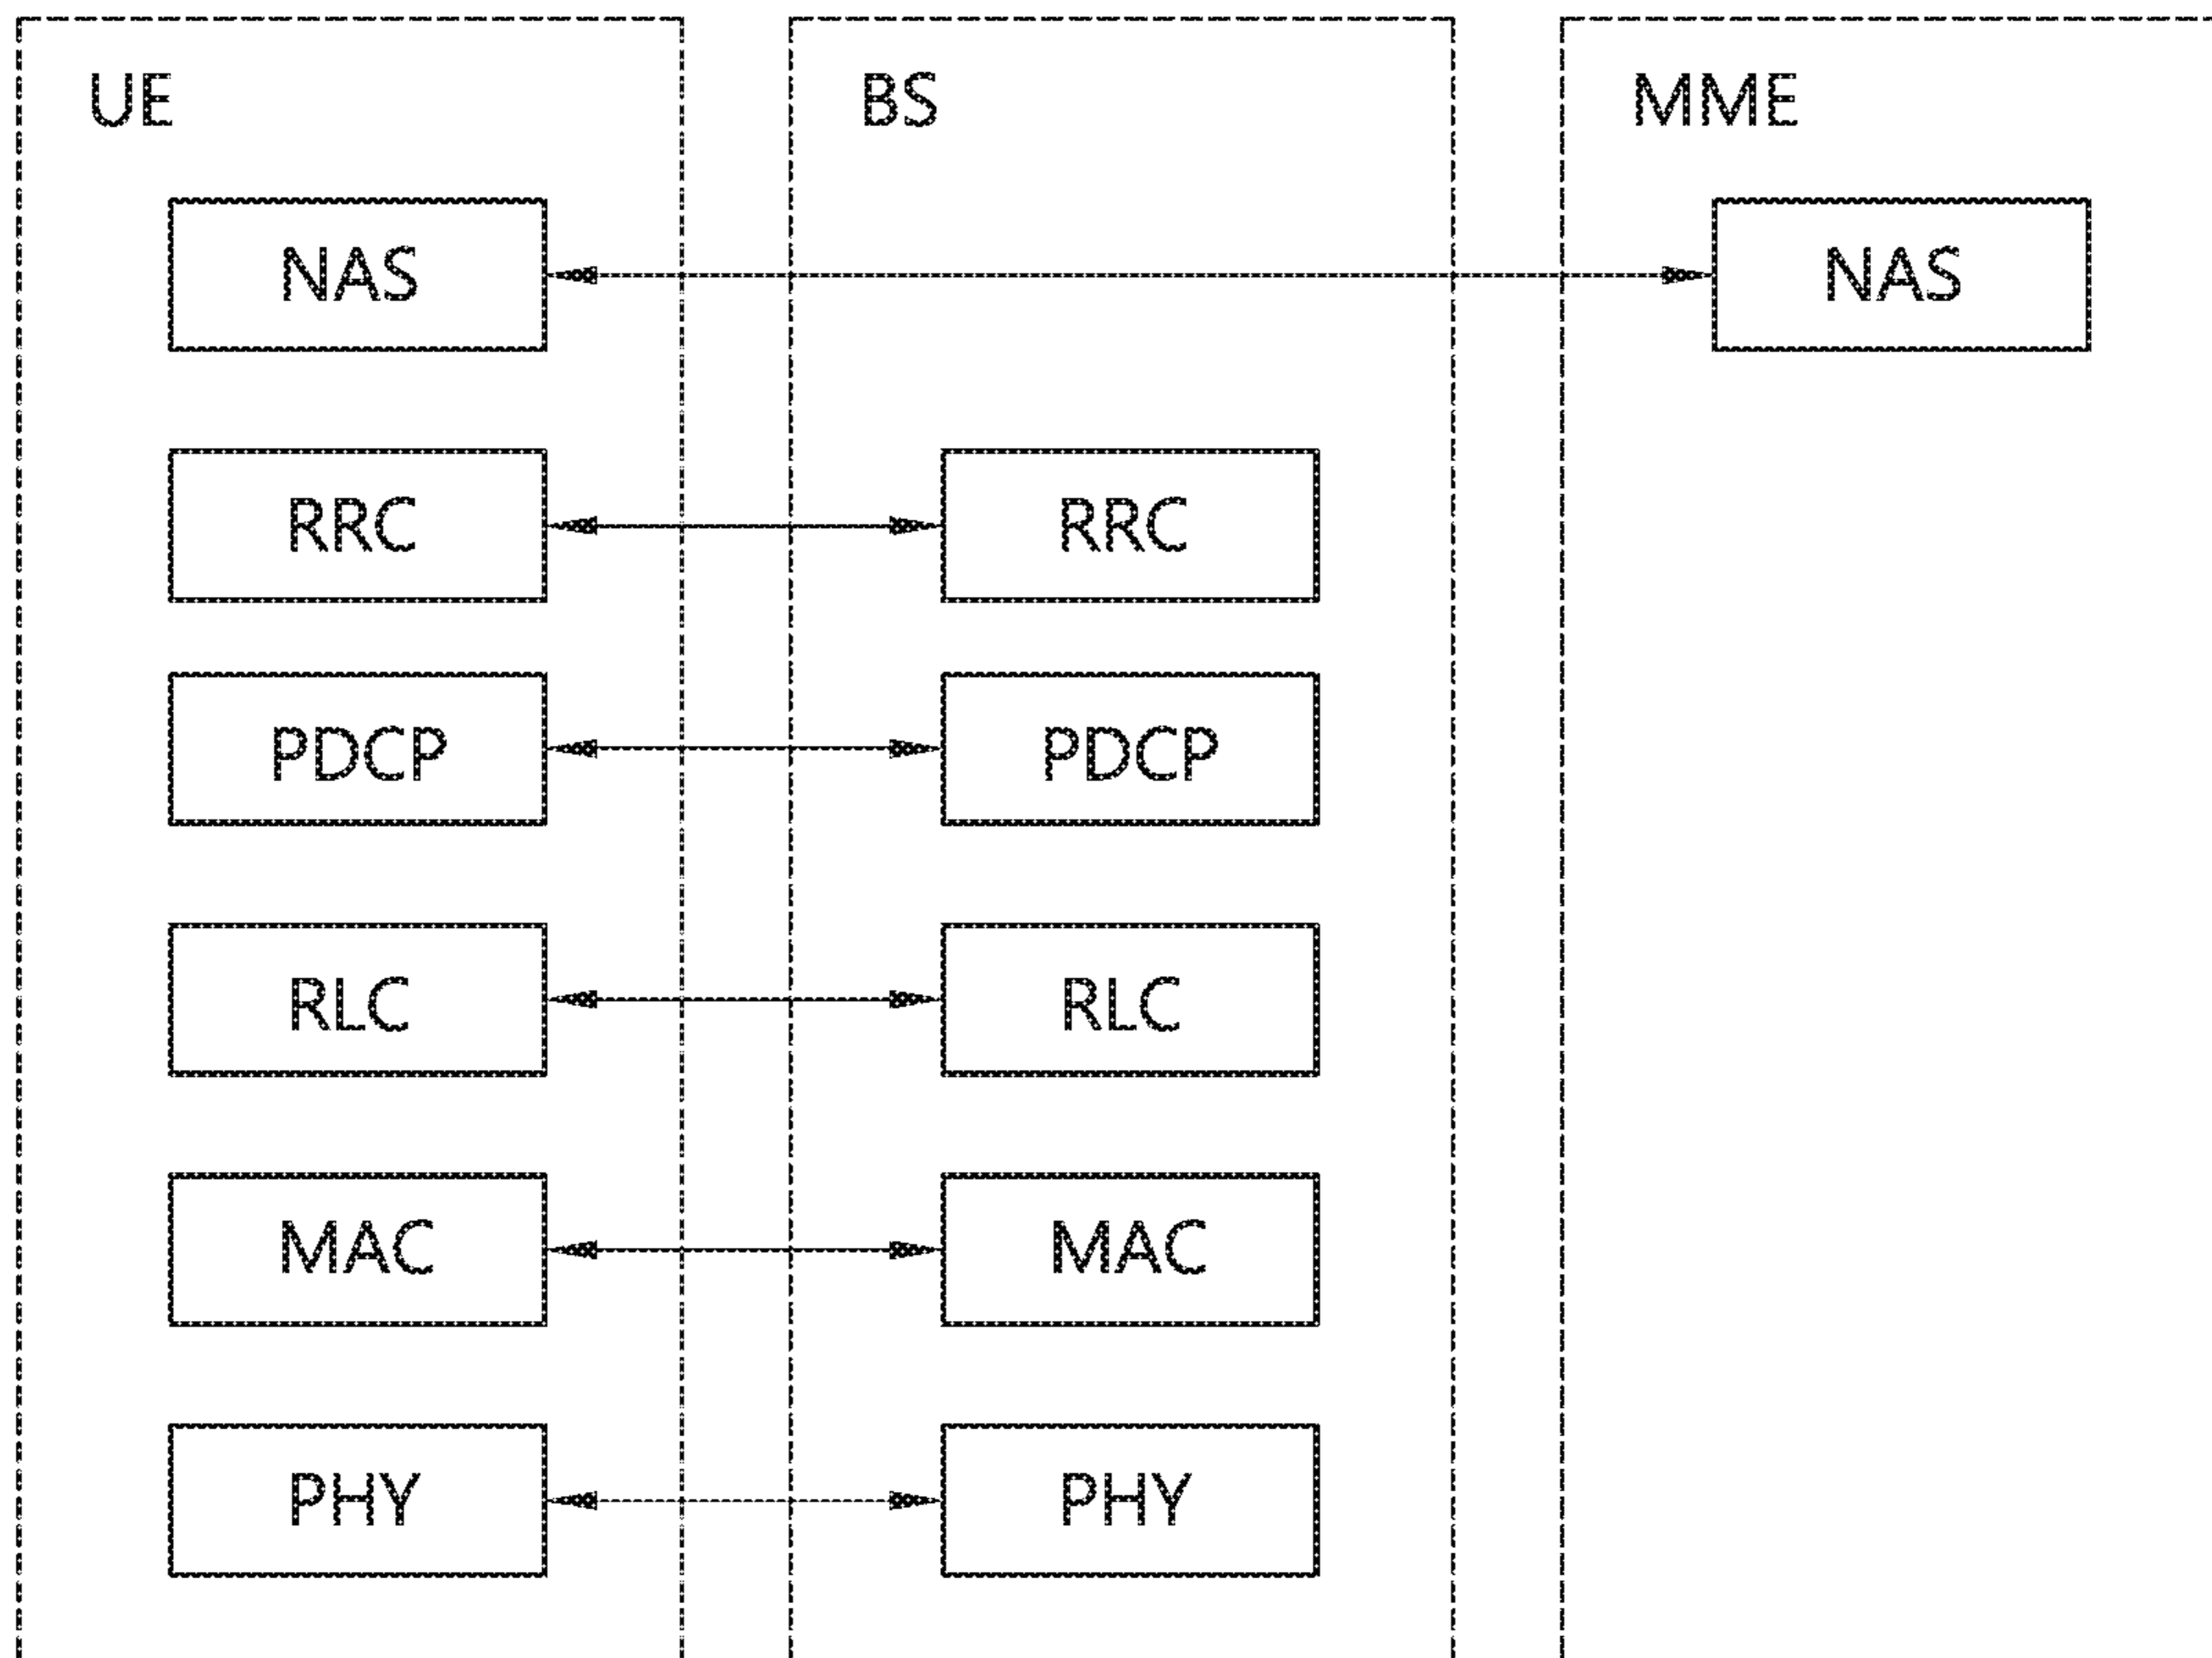 UE BS MME
NAS NAS
RRC RRC
PDCP PDCP
RLC RLC
MAC MAC
PHY PHY